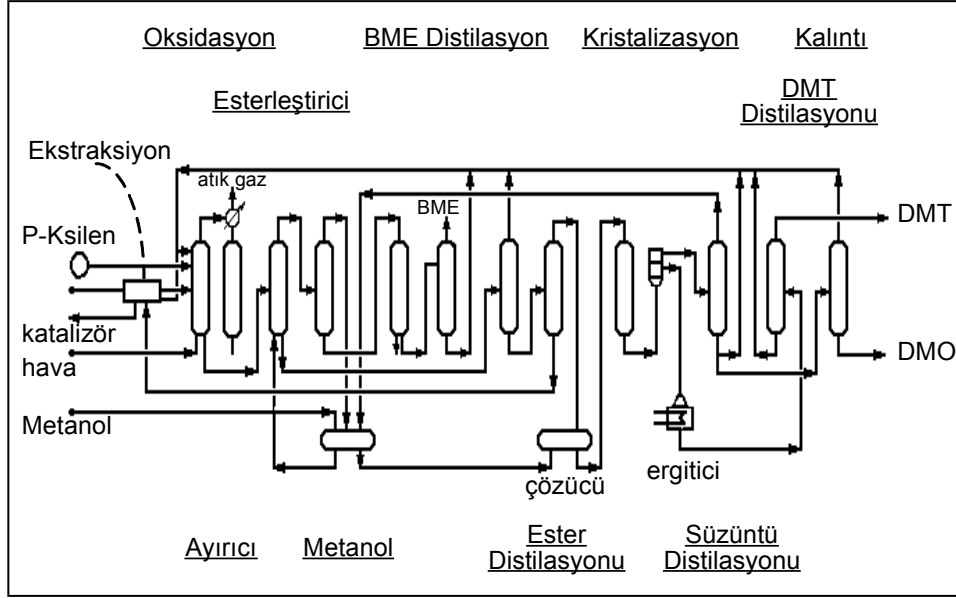 Oksidasyon
BME Distilasyon
Kristalizasyon
Kalıntı
Esterleştirici
DMT
Distilasyonu
Ekstraksiyon
atık gaz
BME
DMT
P-Ksilen
katalizör
hava
DMO
Metanol
çözücü
ergitici
Ayırıcı
Metanol
Ester
Distilasyonu
Süzüntü
Distilasyonu